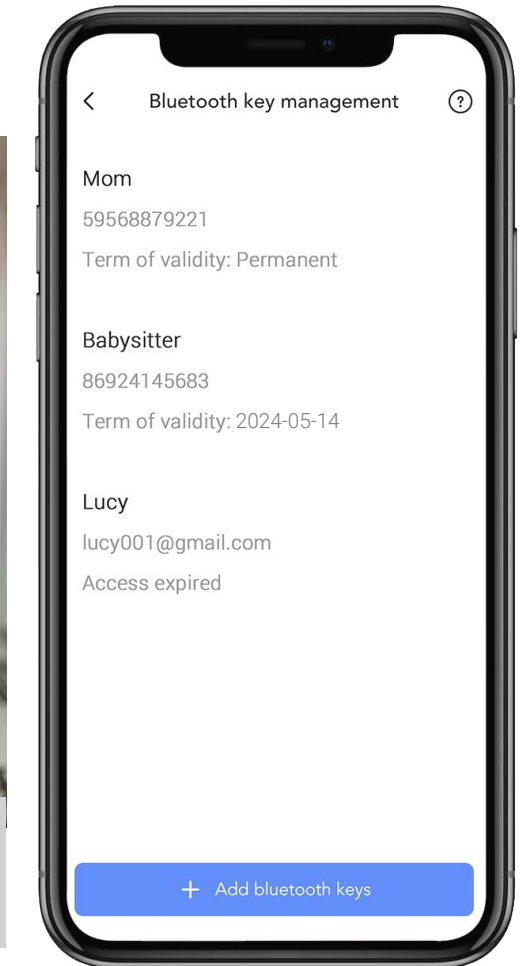 Bluetooth key management
Mom
59568879221
Term of validity: Permanent
Babysitter
86924145683
Term of validity: 2024-05-14
Lucy
lucy001@gmail.com
Access expired
+ Add bluetooth keys